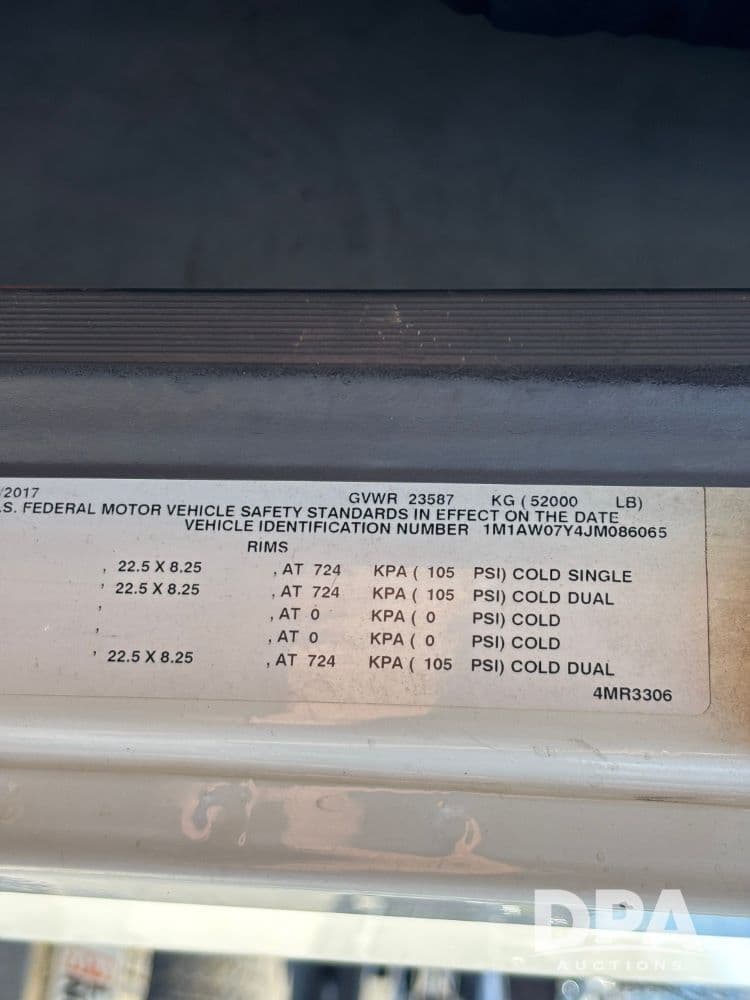 /2017 GVWR 23587 KG ( 52000 LB)
.S. FEDERAL MOTOR VEHICLE SAFETY STANDARDS IN EFFECT ON THE DATE
VEHICLE IDENTIFICATION NUMBER 1M1AW07Y4JM086065
RIMS
, 22.5 X 8.25 , AT 724 KPA ( 105 PSI) COLD SINGLE
, 22.5 X 8.25 , AT 724 KPA ( 105 PSI) COLD DUAL
, , AT 0 KPA ( 0 PSI) COLD
, , AT 0 KPA ( 0 PSI) COLD
, 22.5 X 8.25 , AT 724 KPA ( 105 PSI) COLD DUAL
4MR3306
DPA
AUCTIONS